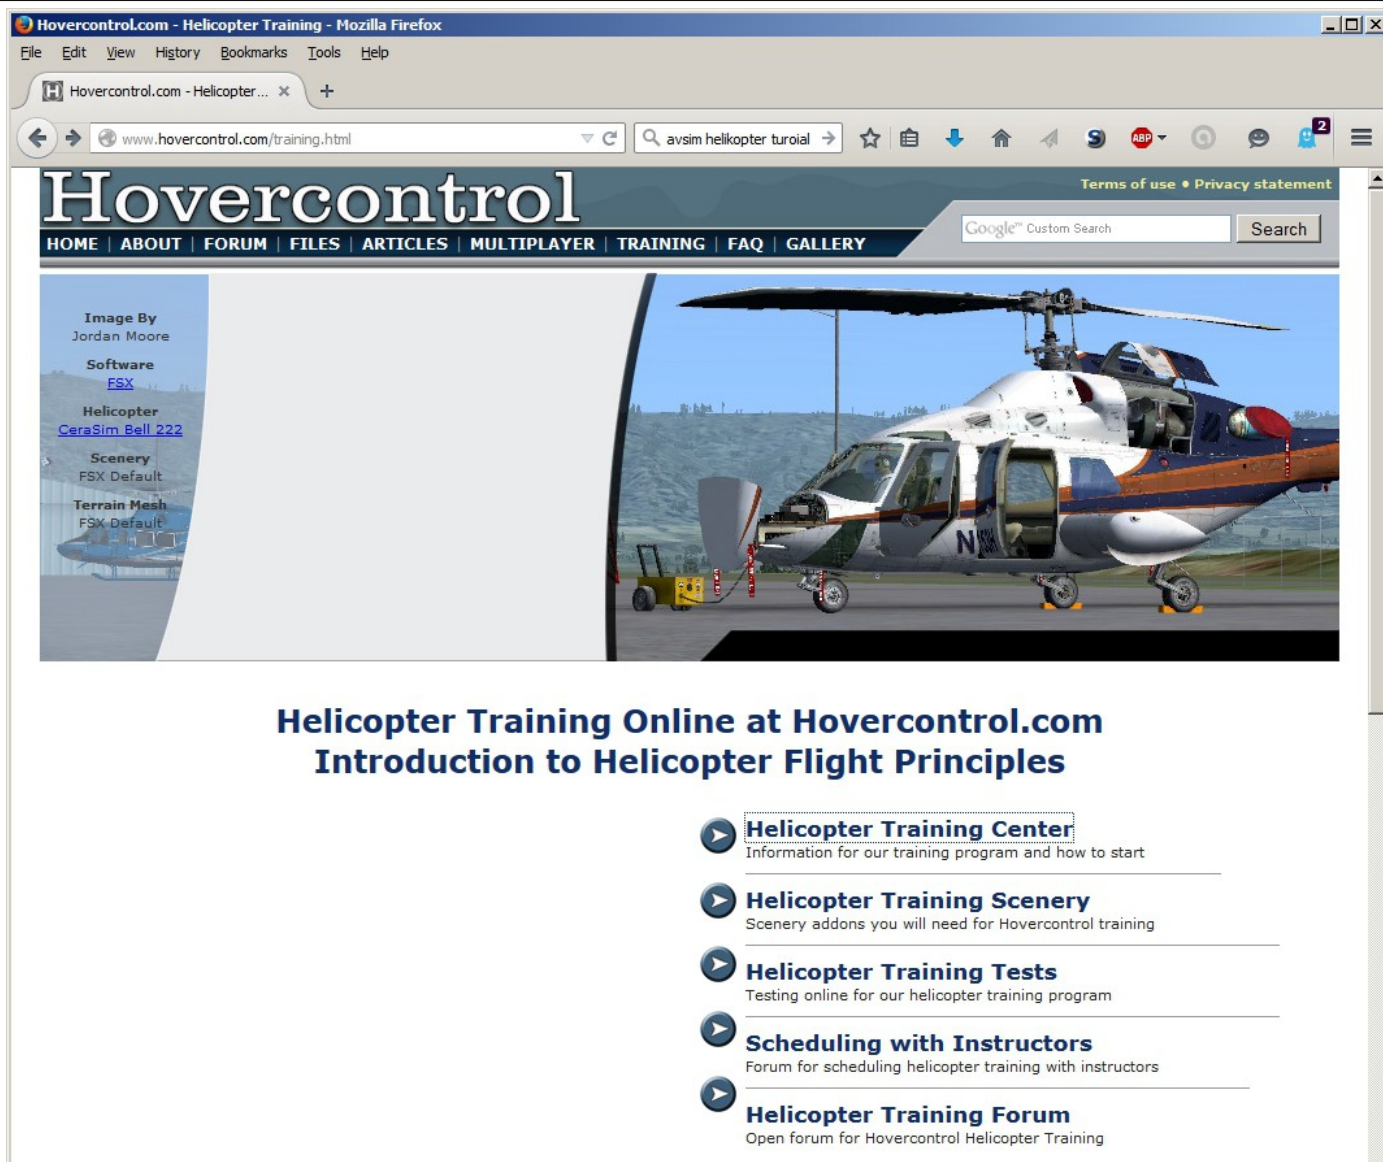 Hovercontrol.com - Helicopter Training - Mozilla Firefox
File Edit View History Bookmarks Tools Help
Hovercontrol.com - Helicopter...
www.hovercontrol.com/training.html
avsim helikopter turoial
ABP
2
Hovercontrol
Terms of use • Privacy statement
Google™ Custom Search
Search
HOME | ABOUT | FORUM | FILES | ARTICLES | MULTIPLAYER | TRAINING | FAQ | GALLERY
Image By
Jordan Moore
Software
FSX
Helicopter
CeraSim Bell 222
Scenery
FSX Default
Terrain Mesh
FSX Default
Helicopter Training Online at Hovercontrol.com
Introduction to Helicopter Flight Principles
Helicopter Training Center
Information for our training program and how to start
Helicopter Training Scenery
Scenery addons you will need for Hovercontrol training
Helicopter Training Tests
Testing online for our helicopter training program
Scheduling with Instructors
Forum for scheduling helicopter training with instructors
Helicopter Training Forum
Open forum for Hovercontrol Helicopter Training